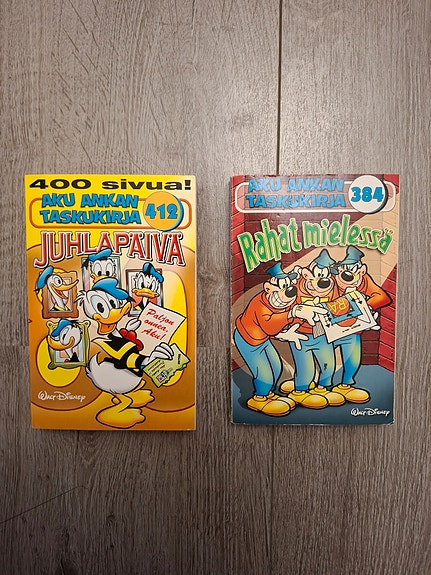 400 sivua!
AKU ANKAN
TASKUKIRJA 412
JUHLAPÄIVÄ
Paljon
onnea,
Aku!
WALT DISNEY
AKU ANKAN
TASKUKIRJA 384
Rahat mielessä
WALT DISNEY